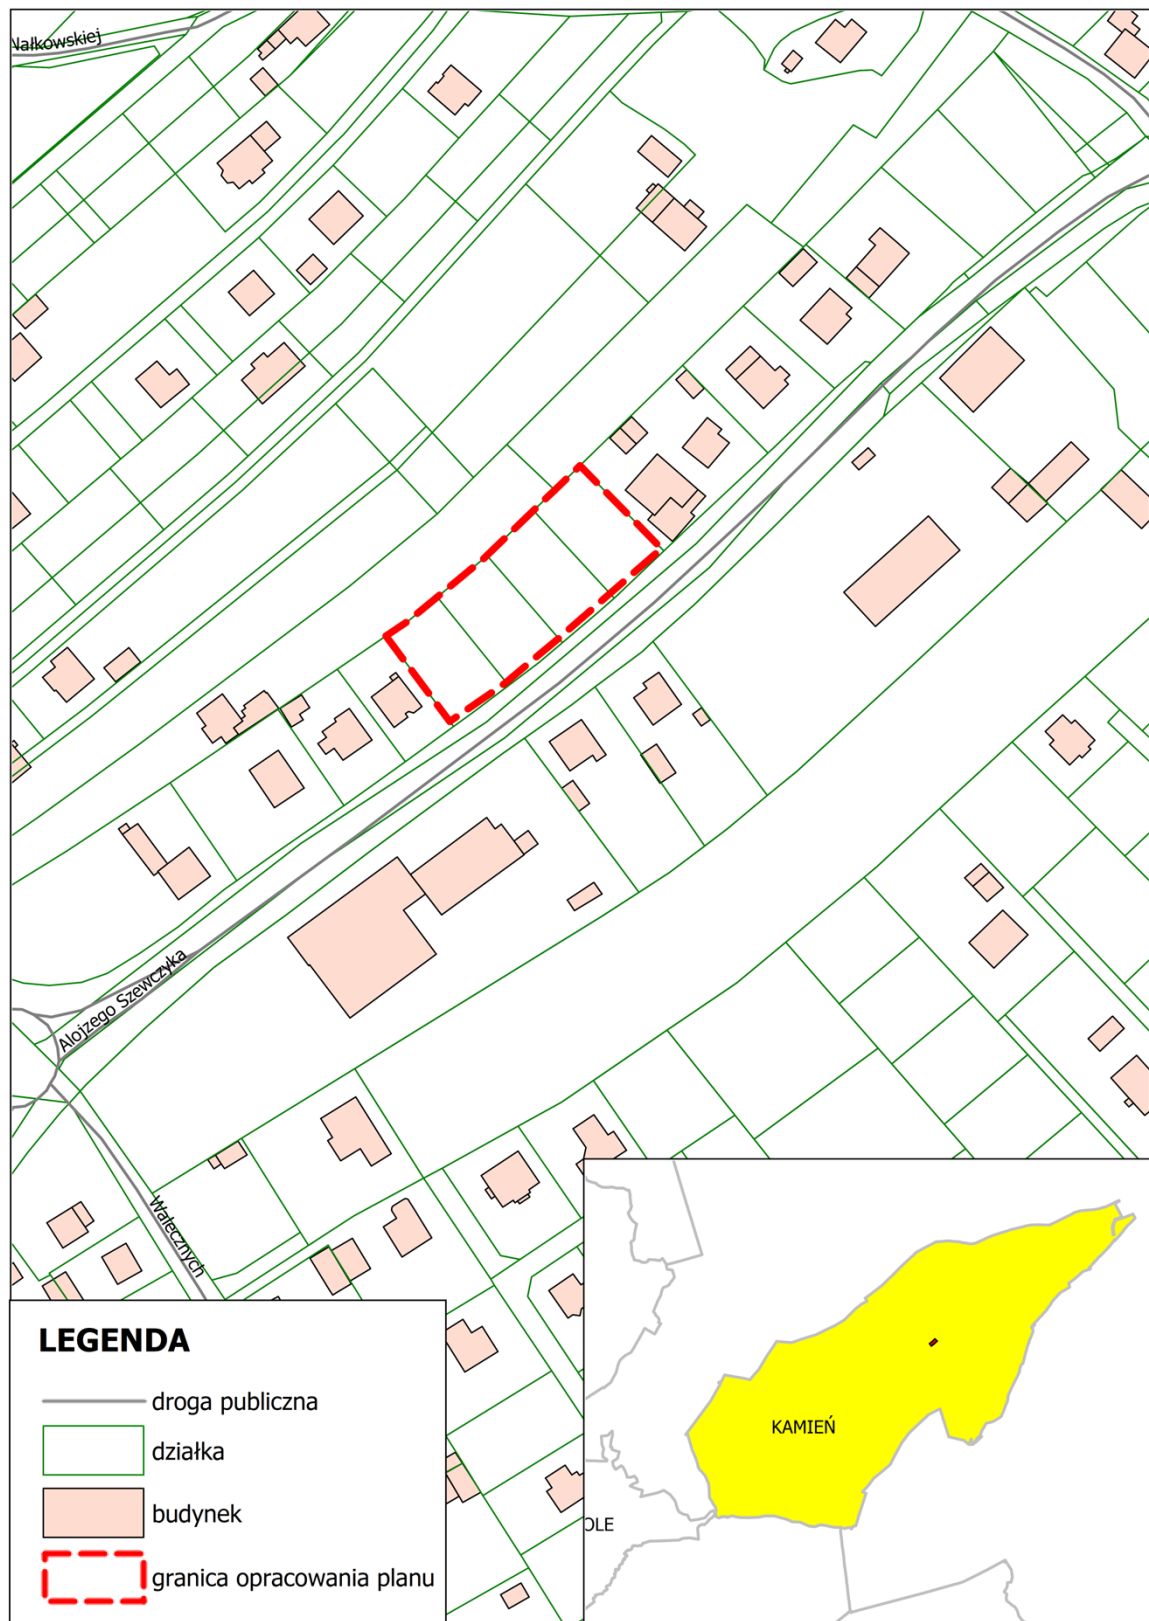 Nałkowskiej
Alojzego Szewczyka
Walecznych
LEGENDA
droga publiczna
działka
budynek
granica opracowania planu
KAMIEŃ
OLE